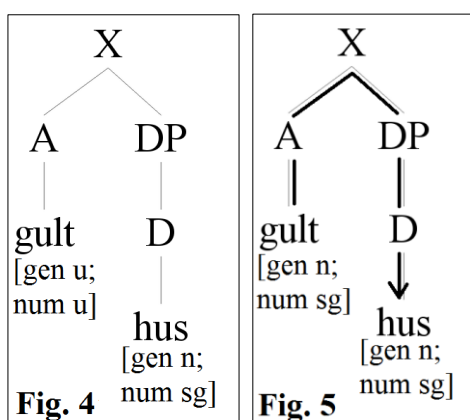 X
A DP
gult D
[gen u;
num u]
hus
[gen n;
num sg]
Fig. 4
X
A DP
gult D
[gen n;
num sg]
hus
[gen n;
num sg]
Fig. 5